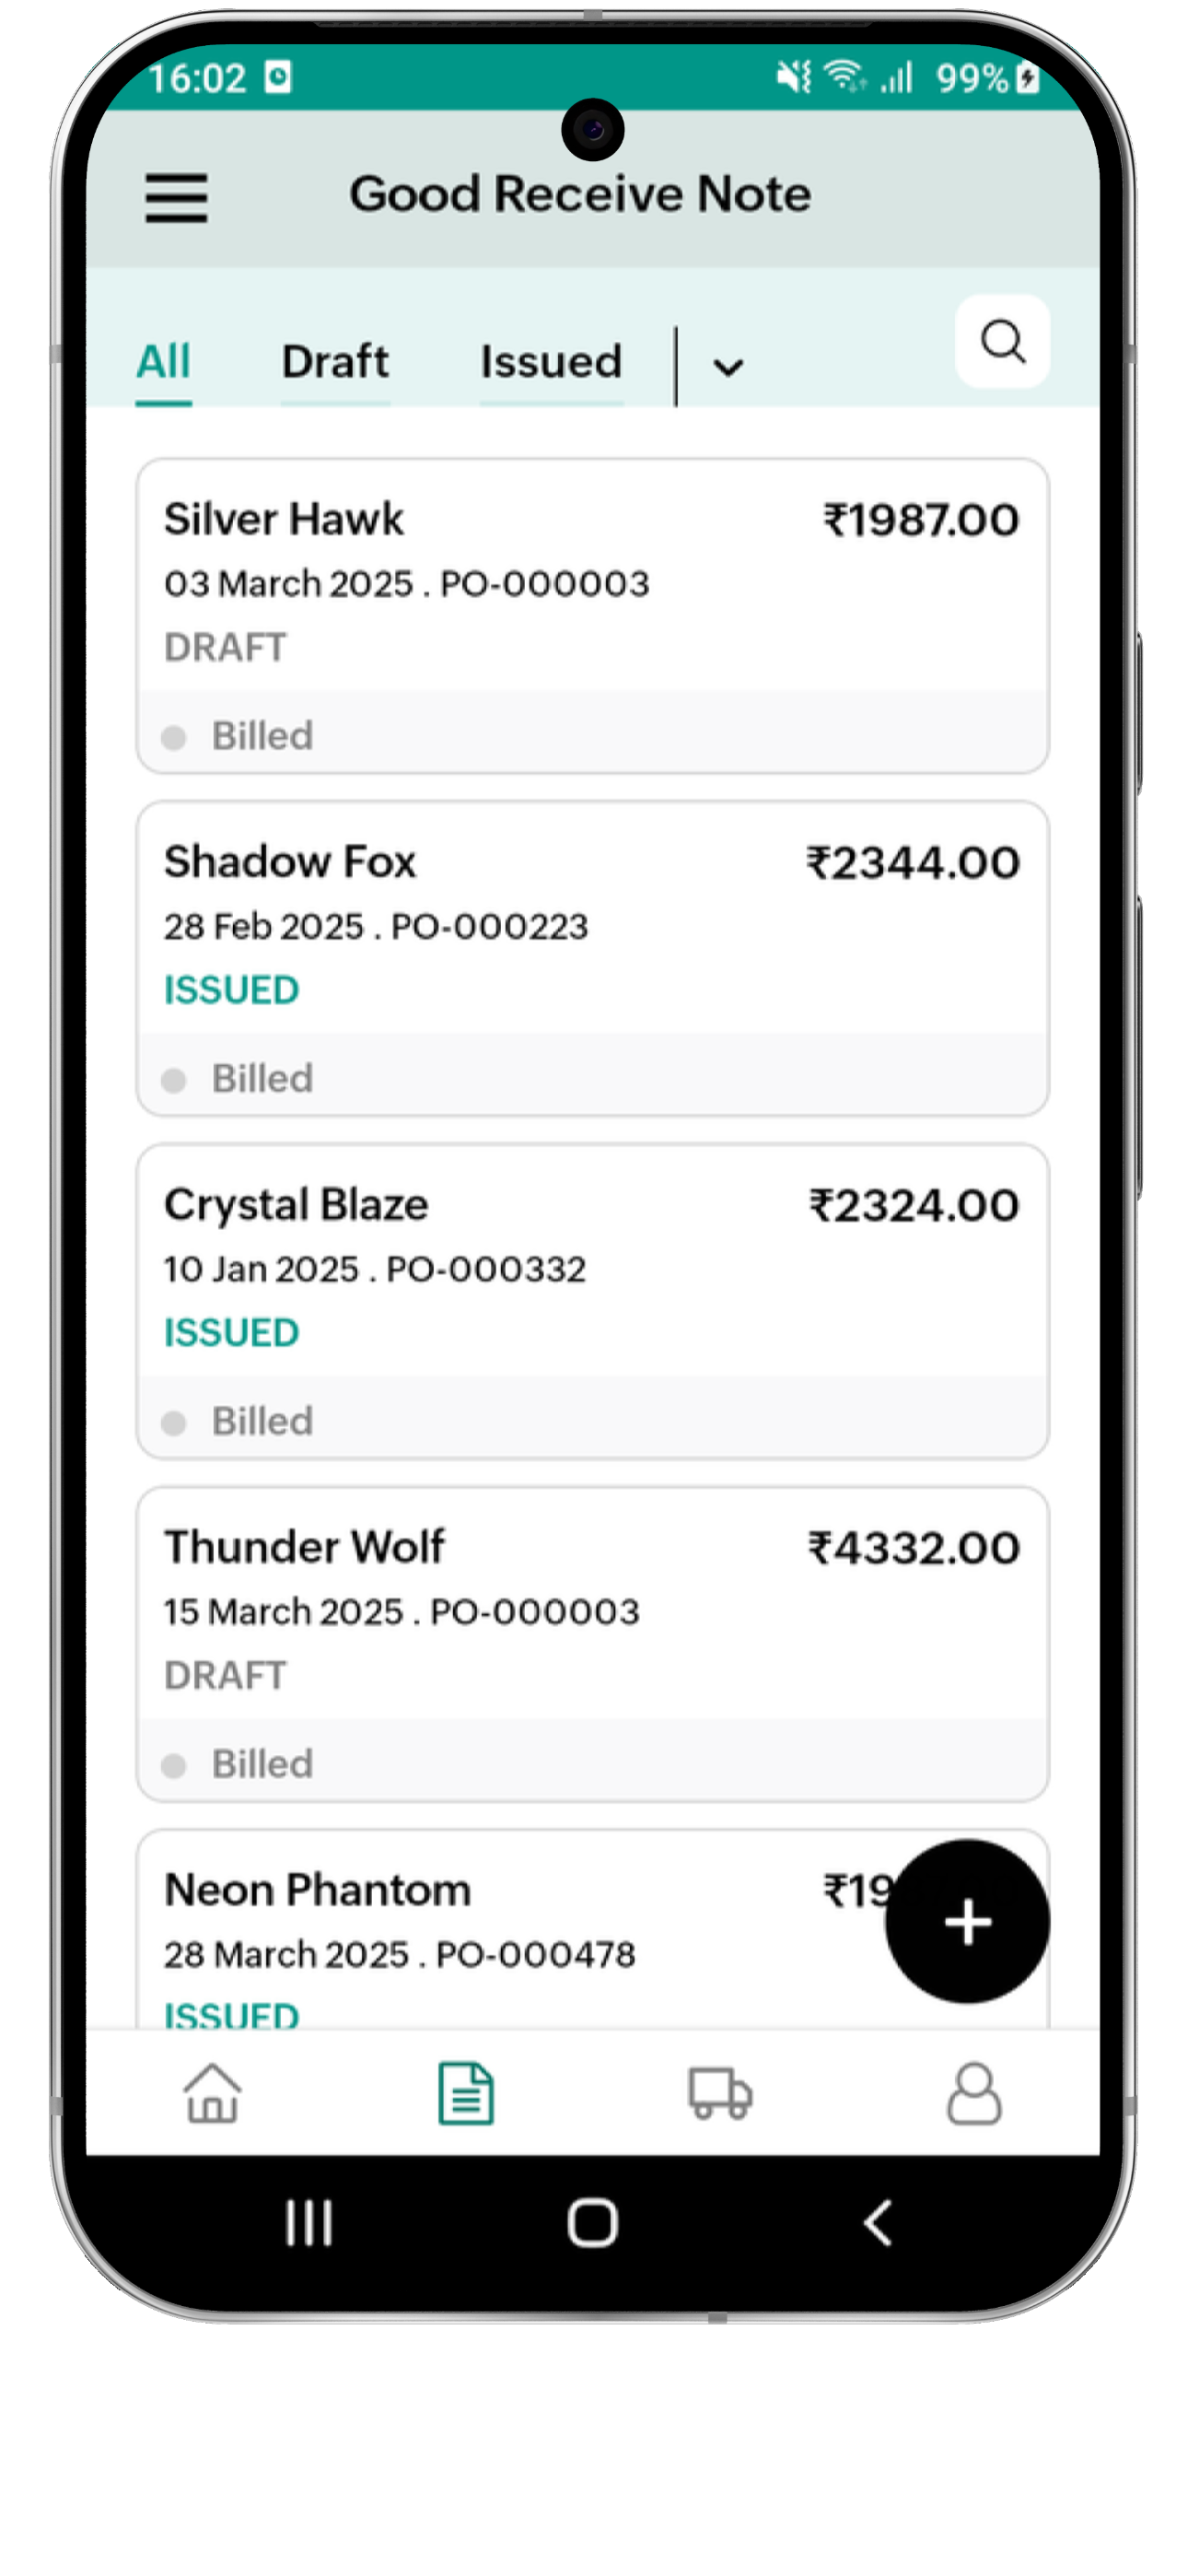 16:02 99%
Good Receive Note
All Draft Issued
Silver Hawk ₹1987.00
03 March 2025 . PO-000003
DRAFT
Billed
Shadow Fox ₹2344.00
28 Feb 2025 . PO-000223
ISSUED
Billed
Crystal Blaze ₹2324.00
10 Jan 2025 . PO-000332
ISSUED
Billed
Thunder Wolf ₹4332.00
15 March 2025 . PO-000003
DRAFT
Billed
Neon Phantom
28 March 2025 . PO-000478
ISSUED